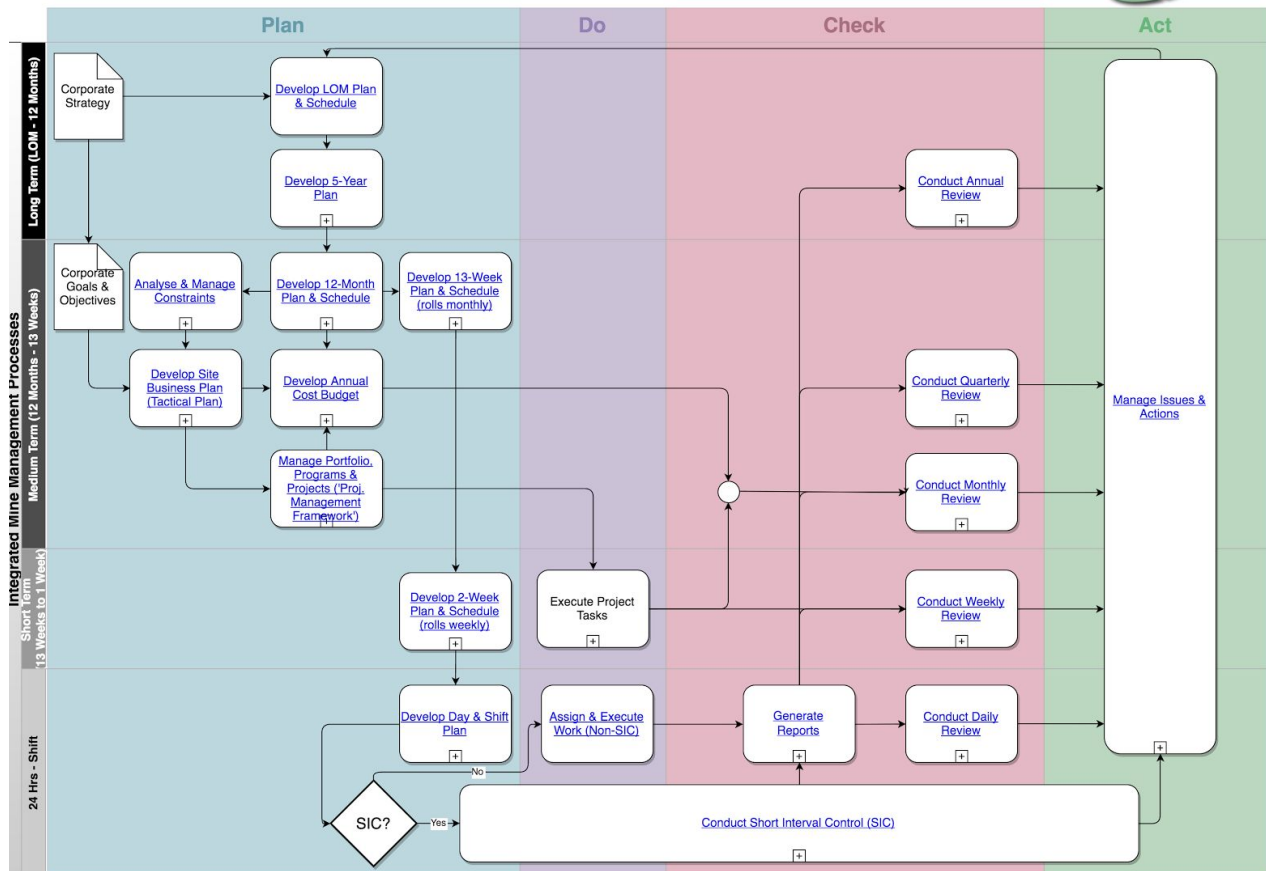 Plan
Do
Check
Act
Integrated Mine Management Processes
Long Term (LOM - 12 Months)
Corporate
Strategy
Develop LOM Plan
& Schedule
Develop 5-Year
Plan
Conduct Annual
Review
Medium Term (12 Months - 13 Weeks)
Corporate
Goals &
Objectives
Analyse & Manage
Constraints
Develop 12-Month
Plan & Schedule
Develop 13-Week
Plan & Schedule
(rolls monthly)
Develop Site
Business Plan
(Tactical Plan)
Develop Annual
Cost Budget
Conduct Quarterly
Review
Manage Issues &
Actions
Manage Portfolio,
Programs &
Projects ('Proj.
Management
Framework')
Conduct Monthly
Review
Short Term
(13 Weeks to 1 Week)
Develop 2-Week
Plan & Schedule
(rolls weekly)
Execute Project
Tasks
Conduct Weekly
Review
24 Hrs - Shift
Develop Day & Shift
Plan
Assign & Execute
Work (Non-SIC)
Generate
Reports
Conduct Daily
Review
No
SIC?
Yes
Conduct Short Interval Control (SIC)